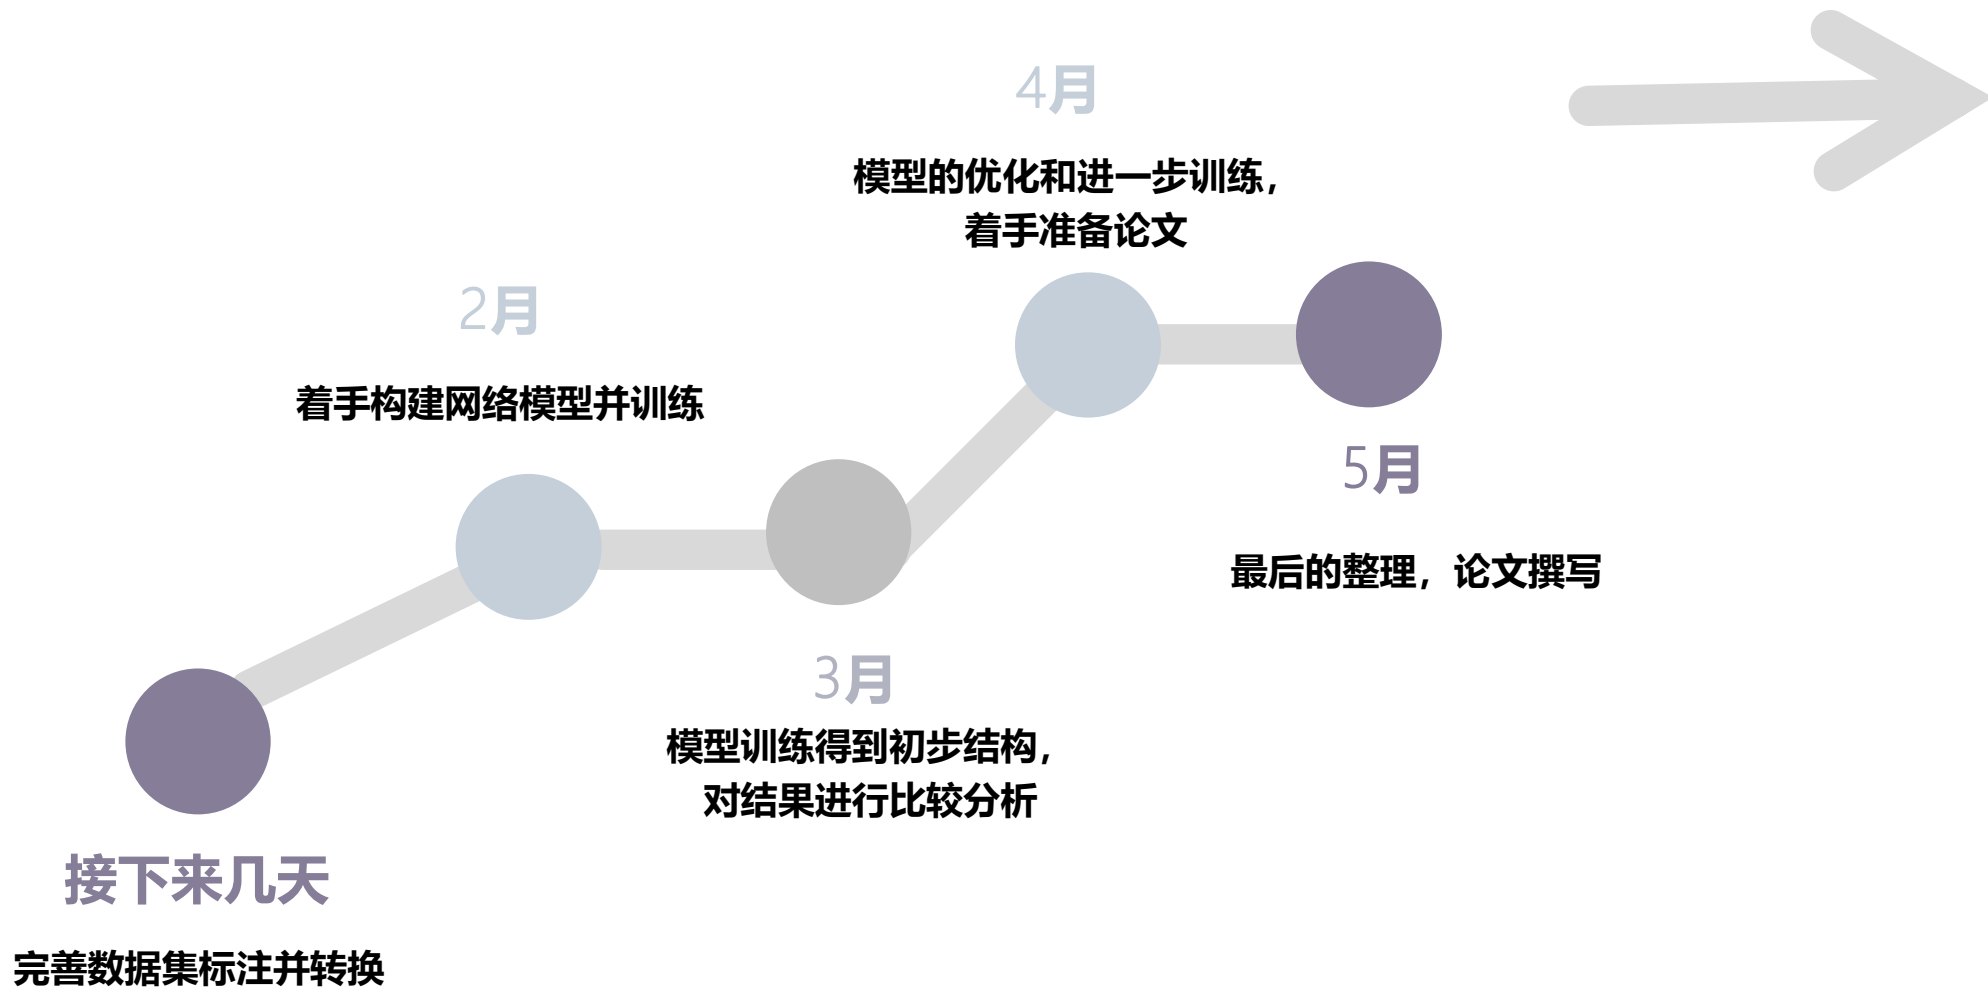 接下来几天
完善数据集标注并转换
2月
着手构建网络模型并训练
3月
模型训练得到初步结构，
对结果进行比较分析
4月
模型的优化和进一步训练，
着手准备论文
5月
最后的整理，论文撰写